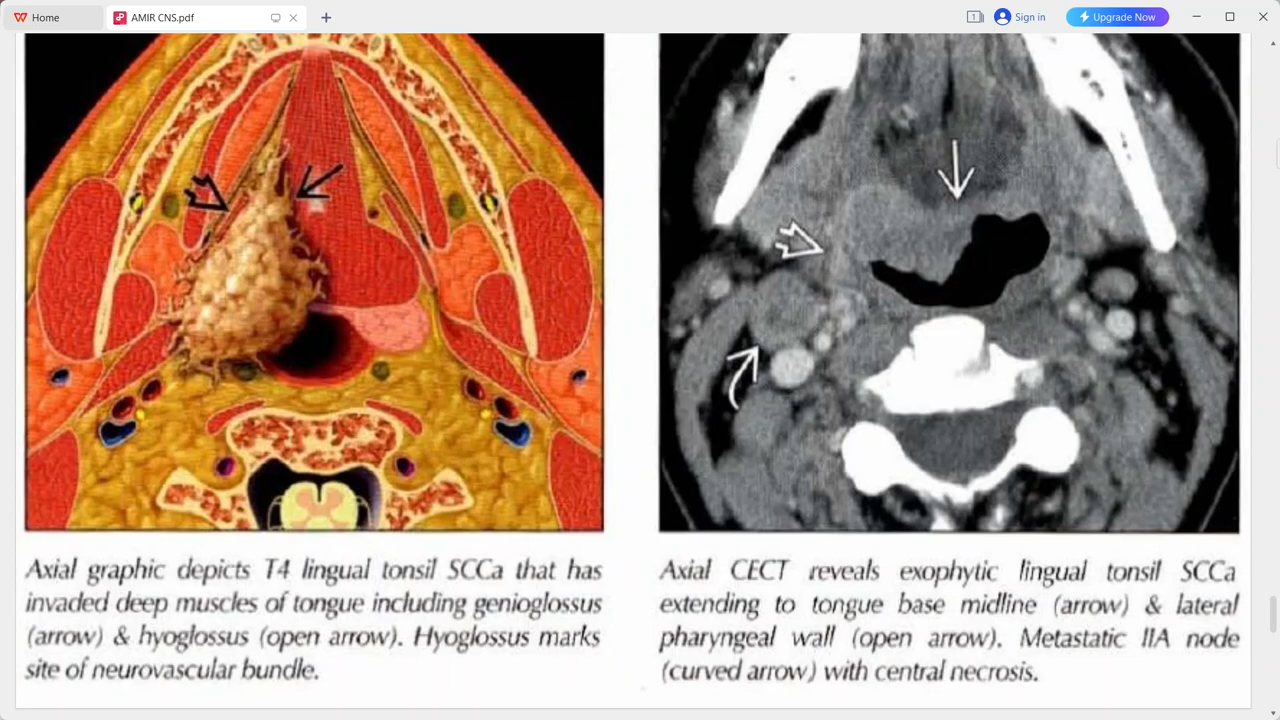 Home
AMIR CNS.pdf
1
Sign in
Upgrade Now
Axial graphic depicts T4 lingual tonsil SCCa that has
invaded deep muscles of tongue including genioglossus
(arrow) & hyoglossus (open arrow). Hyoglossus marks
site of neurovascular bundle.
Axial CECT reveals exophytic lingual tonsil SCCa
extending to tongue base midline (arrow) & lateral
pharyngeal wall (open arrow). Metastatic IIA node
(curved arrow) with central necrosis.